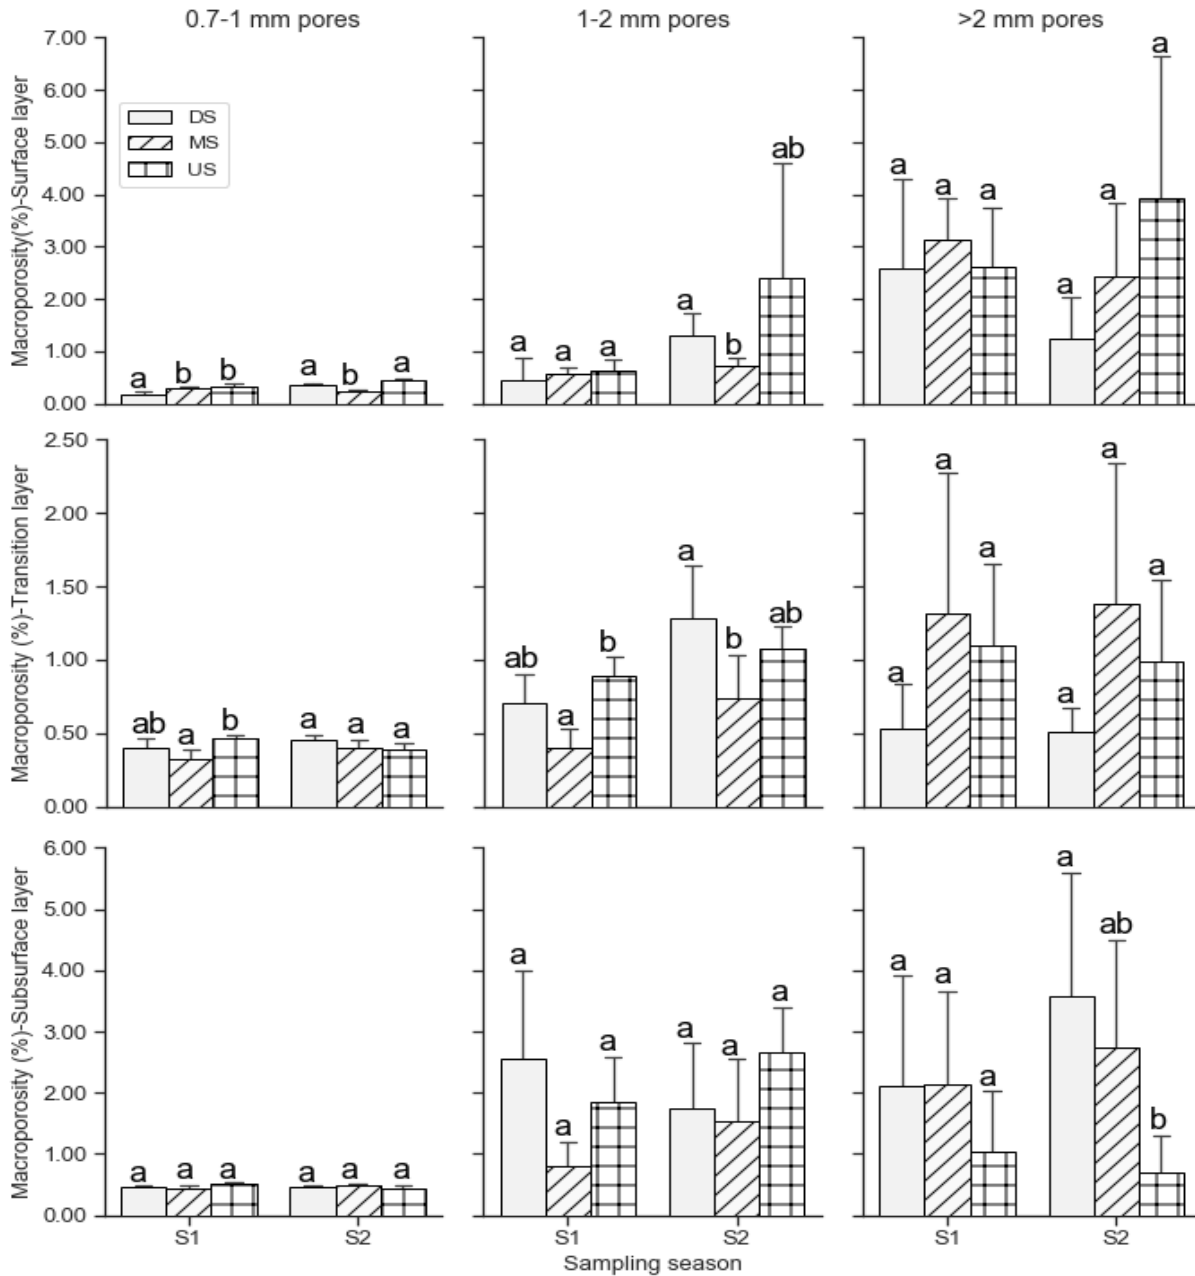 0.7-1 mm pores
1-2 mm pores
>2 mm pores
Macroporosity(%)-Surface layer
7.00
6.00
5.00
4.00
3.00
2.00
1.00
0.00
DS
MS
US
a b b a b a
a a a a b ab
a a a a a a
Macroporosity (%)-Transition layer
2.50
2.00
1.50
1.00
0.50
0.00
ab a b a a a
ab a b a b ab
a a a a a a
Macroporosity (%)-Subsurface layer
6.00
5.00
4.00
3.00
2.00
1.00
0.00
a a a a a a
a a a a a a
a a a a ab b
S1 S2
S1 S2
S1 S2
Sampling season